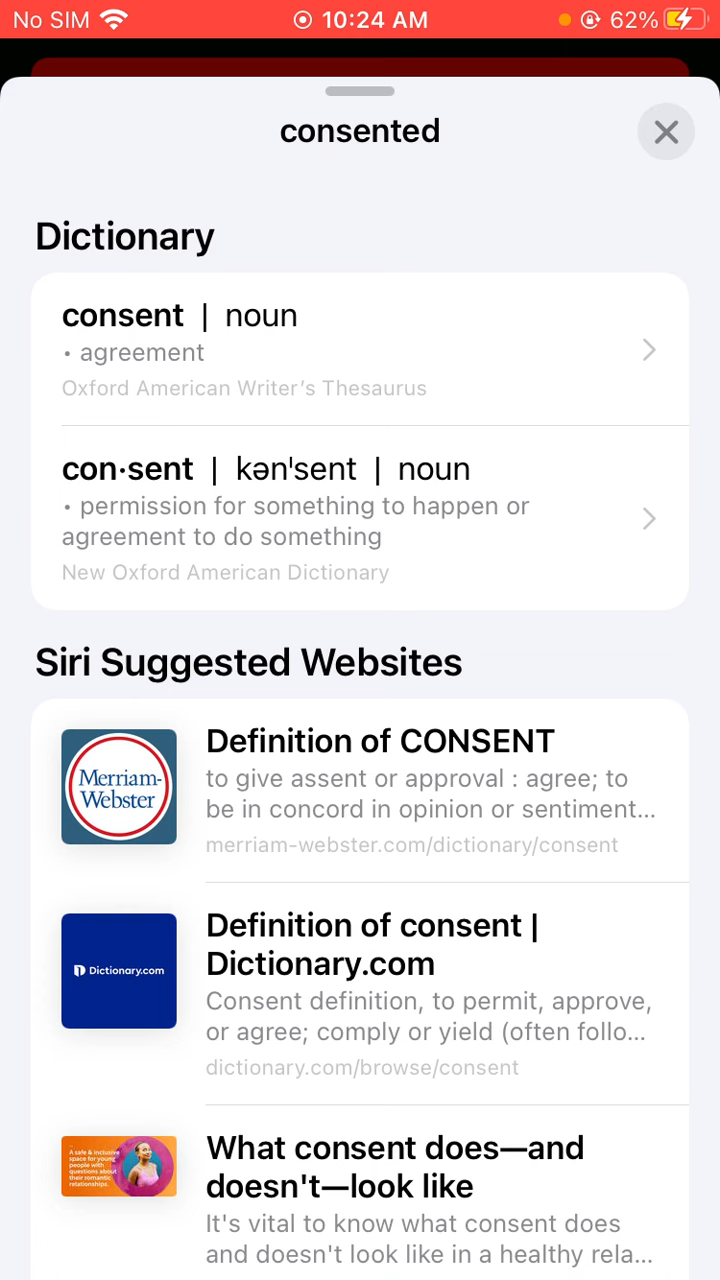 No SIM 10:24 AM 62%
consented
Dictionary
consent | noun
• agreement
Oxford American Writer's Thesaurus
con·sent | kənˈsent | noun
• permission for something to happen or
agreement to do something
New Oxford American Dictionary
Siri Suggested Websites
Merriam-
Webster
Definition of CONSENT
to give assent or approval : agree; to
be in concord in opinion or sentiment...
merriam-webster.com/dictionary/consent
Dictionary.com
Definition of consent |
Dictionary.com
Consent definition, to permit, approve,
or agree; comply or yield (often follo...
dictionary.com/browse/consent
A safe & inclusive
space for young
people with
questions about
their romantic
relationships.
What consent does—and
doesn't—look like
It's vital to know what consent does
and doesn't look like in a healthy rela...